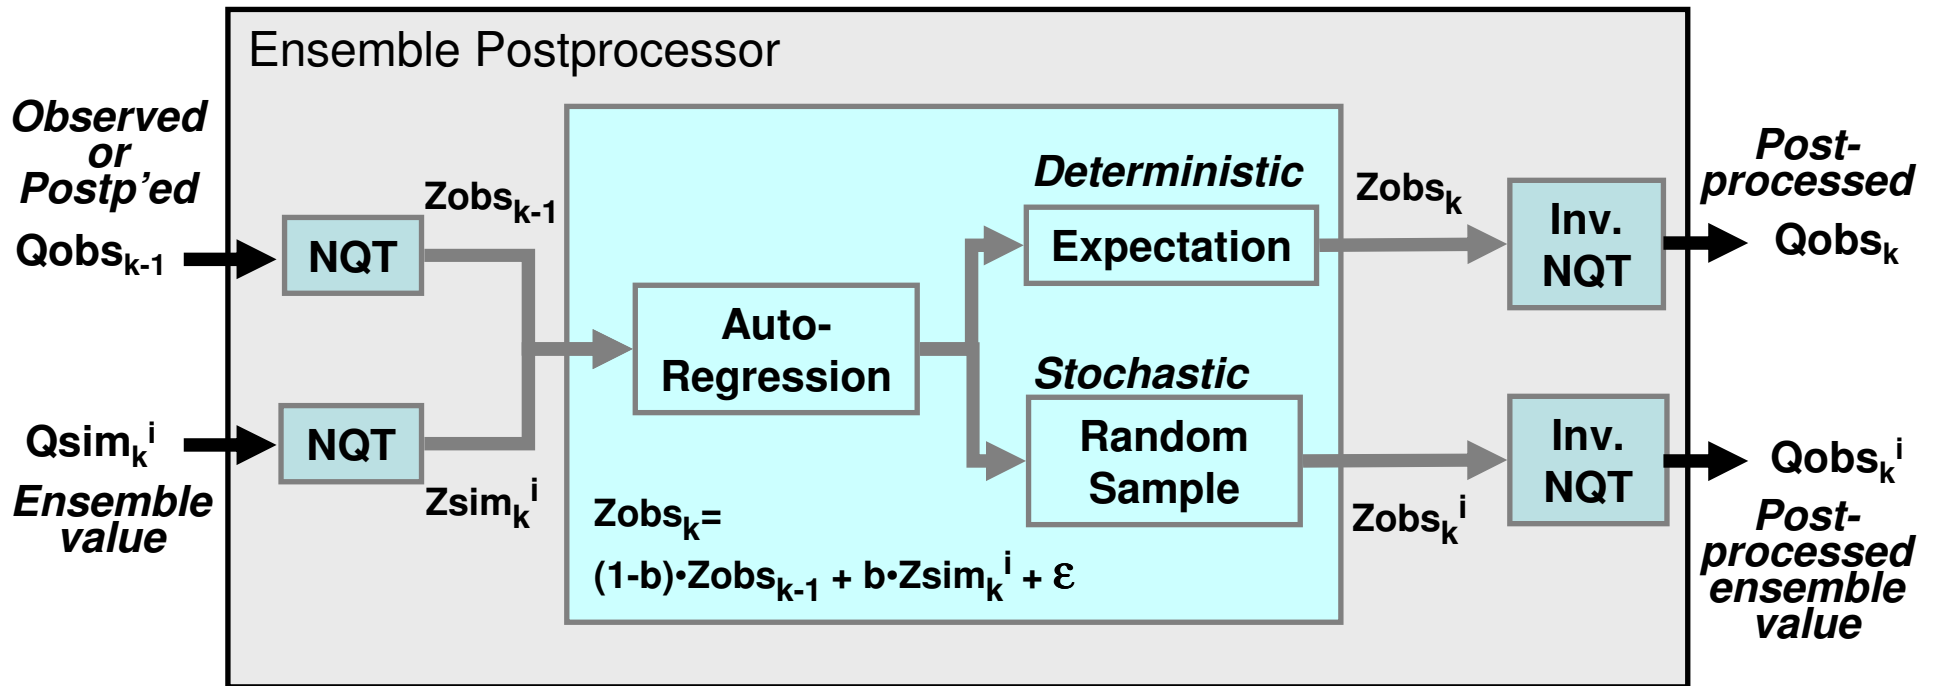 Ensemble Postprocessor
Observed
or
Postp'ed
Qobsk-1
NQT
Zobsk-1
Qsimki
Ensemble
value
NQT
Zsimki
Auto-
Regression
Deterministic
Expectation
Stochastic
Random
Sample
Zobsk=
(1-b)•Zobsk-1 + b•Zsimki + ε
Zobsk
Inv.
NQT
Post-
processed
Qobsk
Zobski
Inv.
NQT
Qobski
Post-
processed
ensemble
value